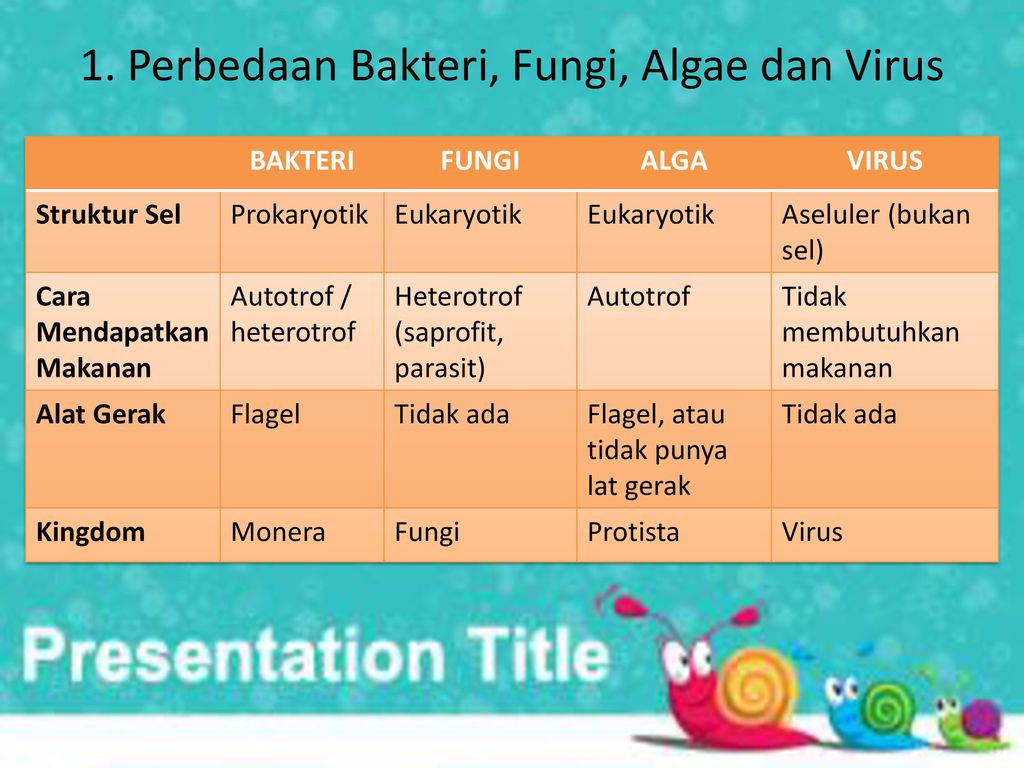 1. Perbedaan Bakteri, Fungi, Algae dan Virus
BAKTERI FUNGI ALGA VIRUS
Struktur Sel Prokaryotik Eukaryotik Eukaryotik Aseluler (bukan
sel)
Cara Autotrof / Heterotrof Autotrof Tidak
Mendapatkan heterotrof (saprofit, membutuhkan
Makanan parasit) makanan
Alat Gerak Flagel Tidak ada Flagel, atau Tidak ada
tidak punya
lat gerak
Kingdom Monera Fungi Protista Virus
Presentation Title